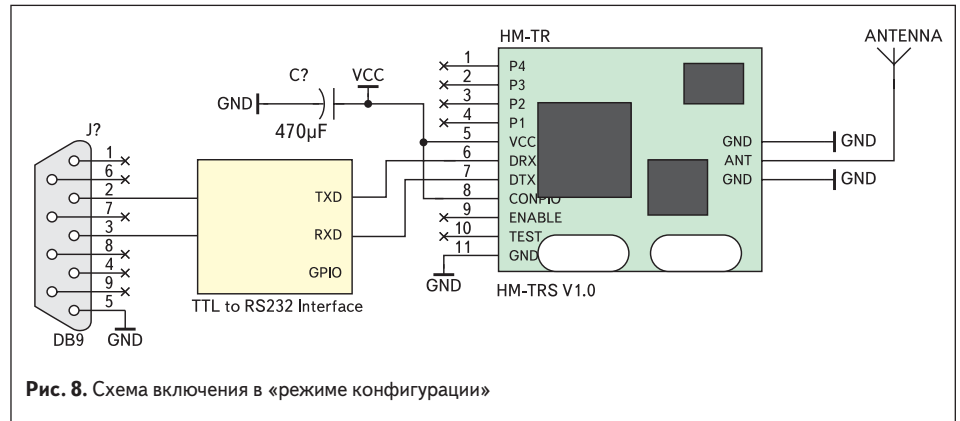 HM-TR
ANTENNA
C?
VCC
GND
470µF
J?
1
6
2
7
3
8
4
9
5
DB9
GND
TXD
RXD
GPIO
TTL to RS232 Interface
1
2
3
4
5
6
7
8
9
10
11
GND
P4
P3
P2
P1
VCC
DRX
DTX
CONPIO
ENABLE
TEST
GND
GND
ANT
GND
GND
GND
HM-TRS V1.0
Рис. 8. Схема включения в «режиме конфигурации»